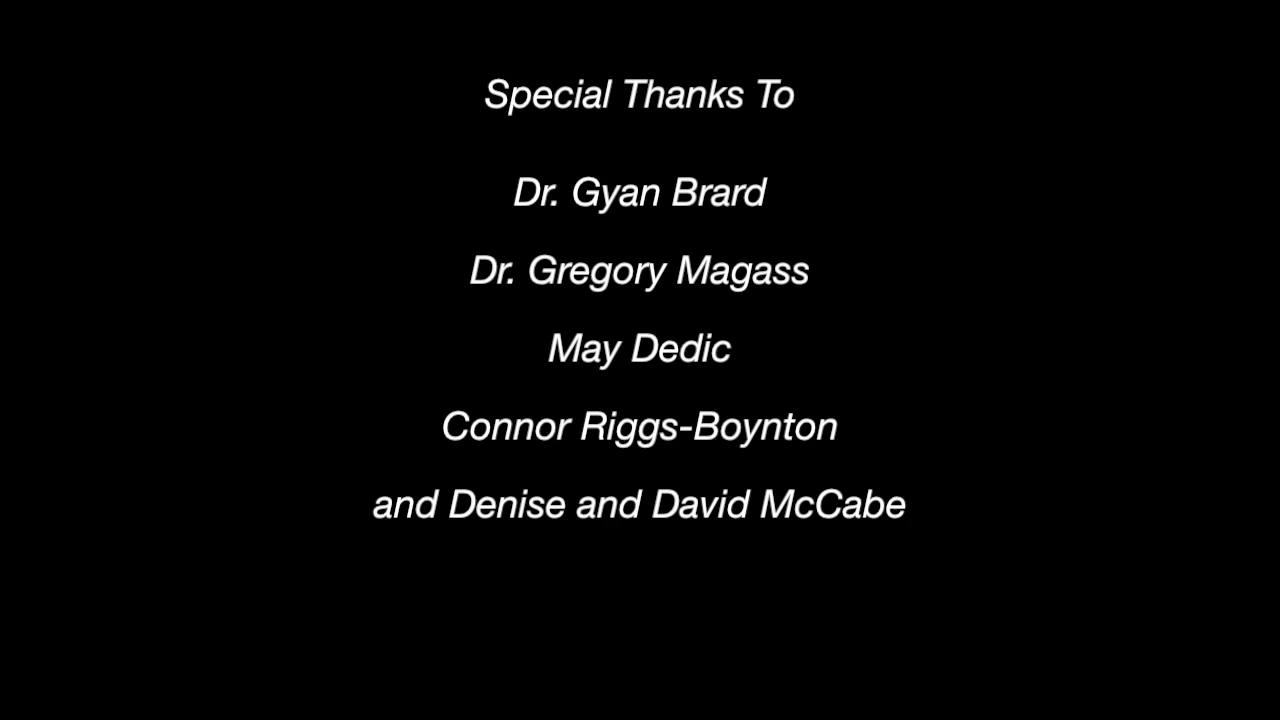 Special Thanks To
Dr. Gyan Brard
Dr. Gregory Magass
May Dedic
Connor Riggs-Boynton
and Denise and David McCabe